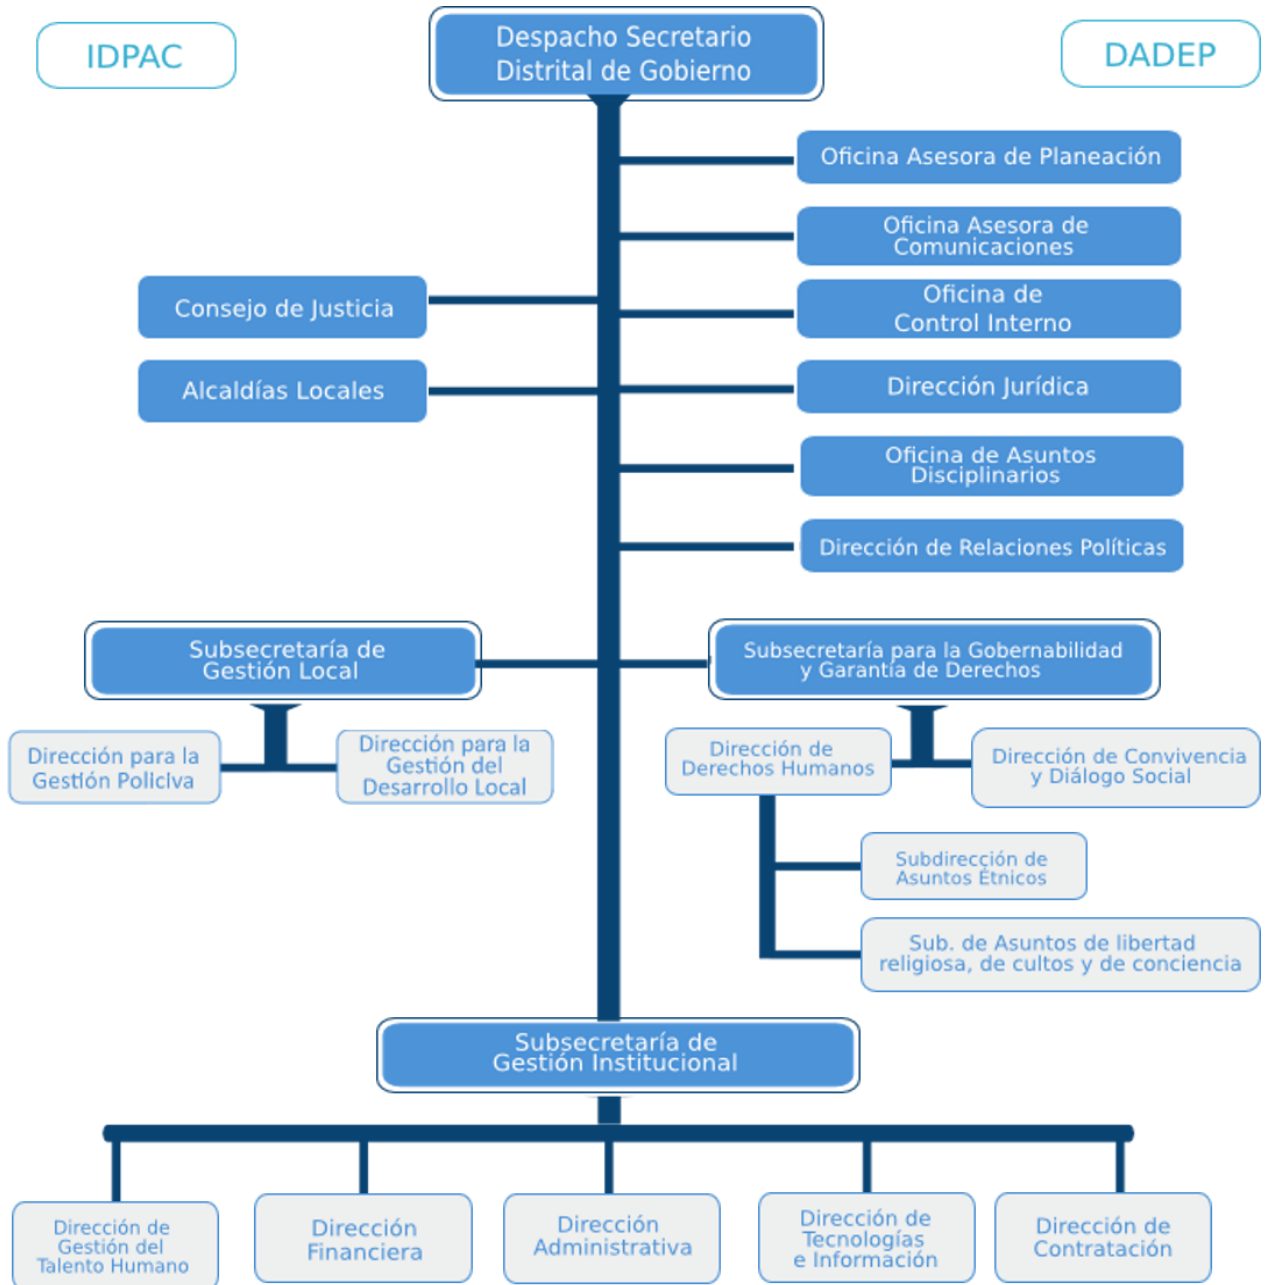 IDPAC
Despacho Secretario
Distrital de Gobierno
DADEP
Oficina Asesora de Planeación
Oficina Asesora de
Comunicaciones
Consejo de Justicia
Oficina de
Control Interno
Alcaldías Locales
Dirección Jurídica
Oficina de Asuntos
Disciplinarios
Dirección de Relaciones Políticas
Subsecretaría de
Gestión Local
Subsecretaría para la Gobernabilidad
y Garantía de Derechos
Dirección para la
Gestión Policiva
Dirección para la
Gestión del
Desarrollo Local
Dirección de
Derechos Humanos
Dirección de Convivencia
y Diálogo Social
Subdirección de
Asuntos Étnicos
Sub. de Asuntos de libertad
religiosa, de cultos y de conciencia
Subsecretaría de
Gestión Institucional
Dirección de
Gestión del
Talento Humano
Dirección
Financiera
Dirección
Administrativa
Dirección de
Tecnologías
e Información
Dirección de
Contratación